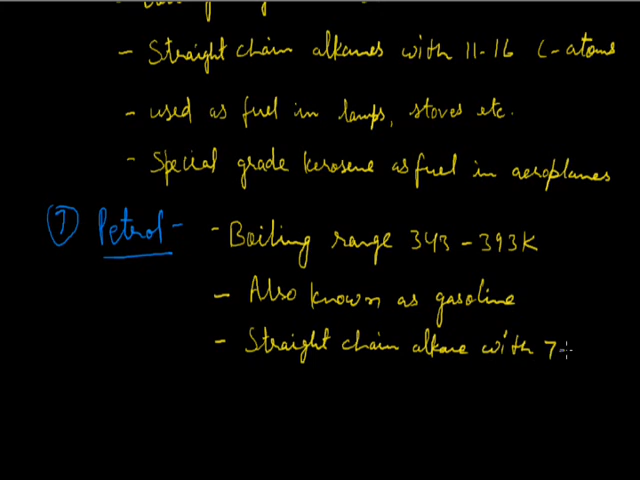 - Straight chain alkanes with 11-16 C-atoms
- used as fuel in lamps, stoves etc.
- Special grade kerosene as fuel in aeroplanes
7 Petrol - - Boiling range 343 - 393K
- Also known as gasoline
- Straight chain alkane with 7-